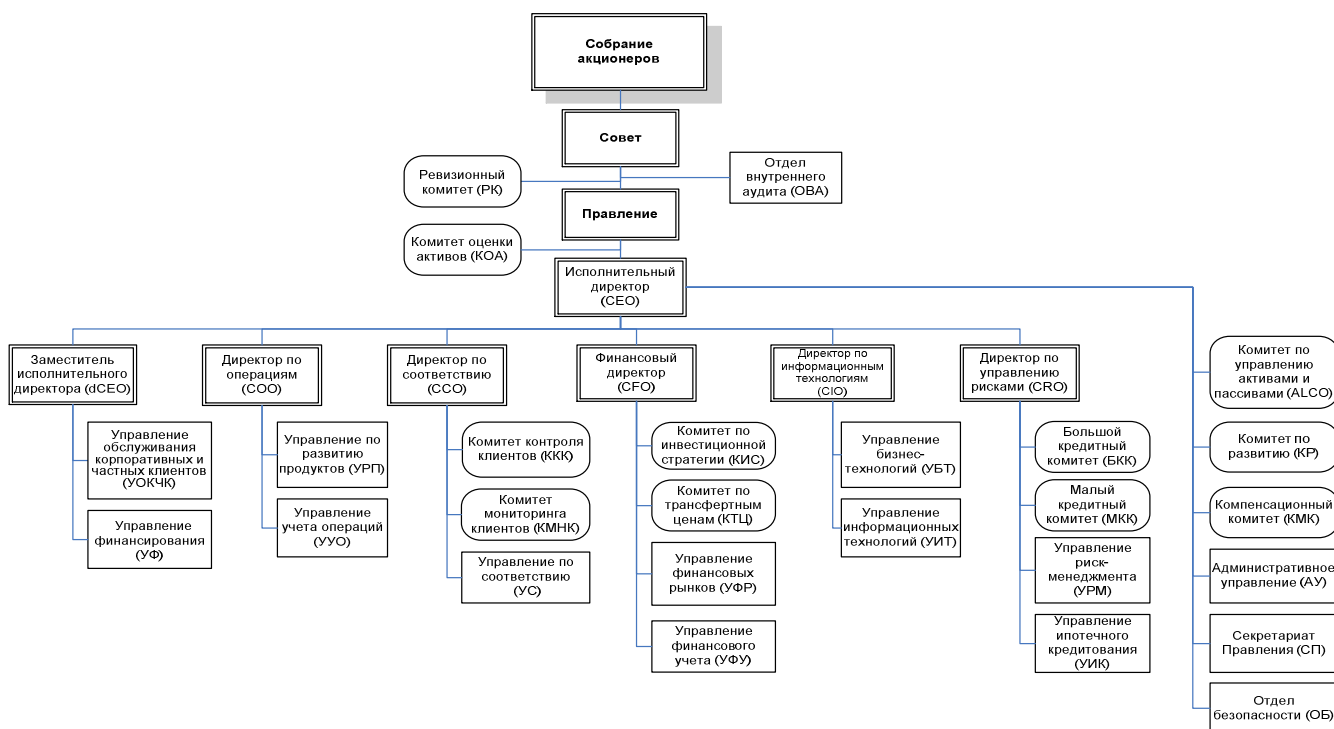 Собрание
акционеров
Совет
Ревизионный
комитет (РК)
Отдел
внутреннего
аудита (ОВА)
Правление
Комитет оценки
активов (КОА)
Исполнительный
директор
(CEO)
Заместитель
исполнительного
директора (dCEO)
Директор по
операциям
(COO)
Директор по
соответствию
(CCO)
Финансовый
директор
(CFO)
Директор по
информационным
технологиям
(CIO)
Директор по
управлению
рисками (CRO)
Управление
обслуживания
корпоративных и
частных клиентов
(УОКЧК)
Управление
финансирования
(УФ)
Управление по
развитию
продуктов (УРП)
Управление
учета операций
(УУО)
Комитет контроля
клиентов (ККК)
Комитет
мониторинга
клиентов (КМНК)
Управление по
соответствию
(УС)
Комитет по
инвестиционной
стратегии (КИС)
Комитет по
трансфертным
ценам (КТЦ)
Управление
финансовых
рынков (УФР)
Управление
финансового
учета (УФУ)
Управление
бизнес-
технологий (УБТ)
Управление
информационных
технологий (УИТ)
Большой
кредитный
комитет (БКК)
Малый
кредитный
комитет (МКК)
Управление
риск-
менеджмента
(УРМ)
Управление
ипотечного
кредитования
(УИК)
Комитет по
управлению
активами и
пассивами (ALCO)
Комитет по
развитию (КР)
Компенсационный
комитет (КМК)
Административное
управление (АУ)
Секретариат
Правления (СП)
Отдел
безопасности (ОБ)